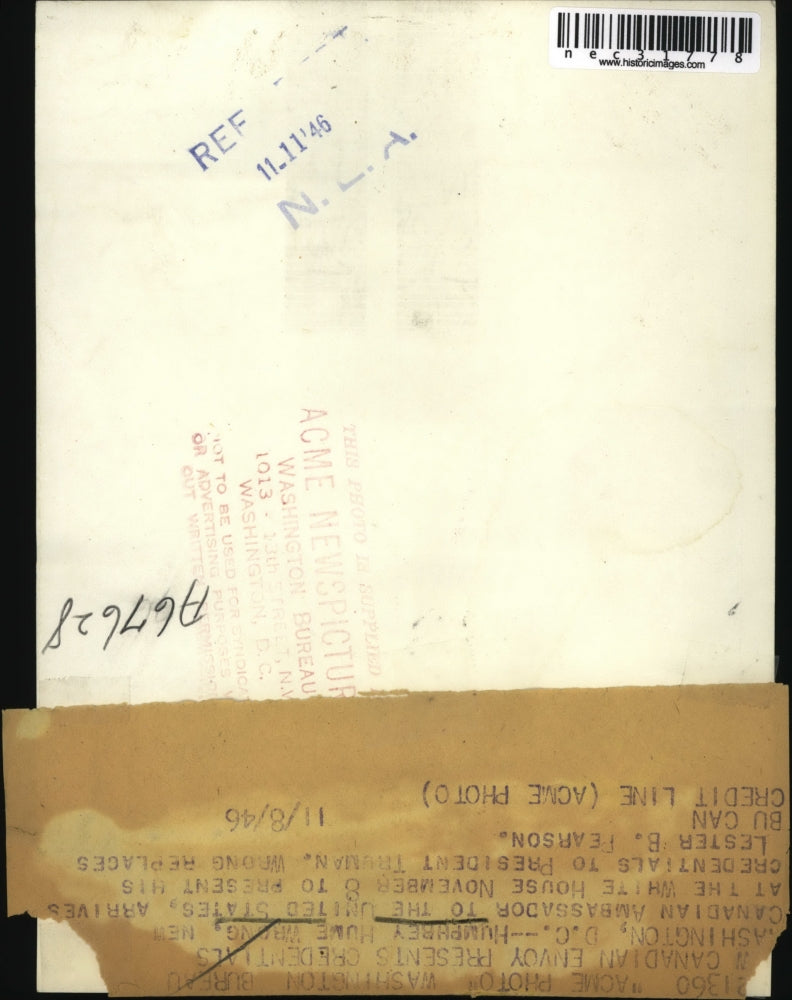 nec31778
www.historicimages.com
REF
11-11'46
N.
THIS PHOTO IS SUPPLIED
ACME NEWSPICTUR
WASHINGTON BUREAU
1013 - 13th STREET, N.W
WASHINGTON, D.C.
NOT TO BE USED FOR SYNDICA
OR ADVERTISING PURPOSES W
OUT WRITTEN PERMISSION
A67628
21360 "ACME PHOTO" WASHINGTON BUREAU
W CANADIAN ENVOY PRESENTS CREDENTIALS
WASHINGTON, D.C.--HUMPHREY HUME WRONG, NEW
CANADIAN AMBASSADOR TO THE UNITED STATES, ARRIVES
AT THE WHITE HOUSE NOVEMBER 8 TO PRESENT HIS
CREDENTIALS TO PRESIDENT TRUMAN. WRONG REPLACES
LESTER B. PEARSON.
BU CAN 11/8/46
CREDIT LINE (ACME PHOTO)